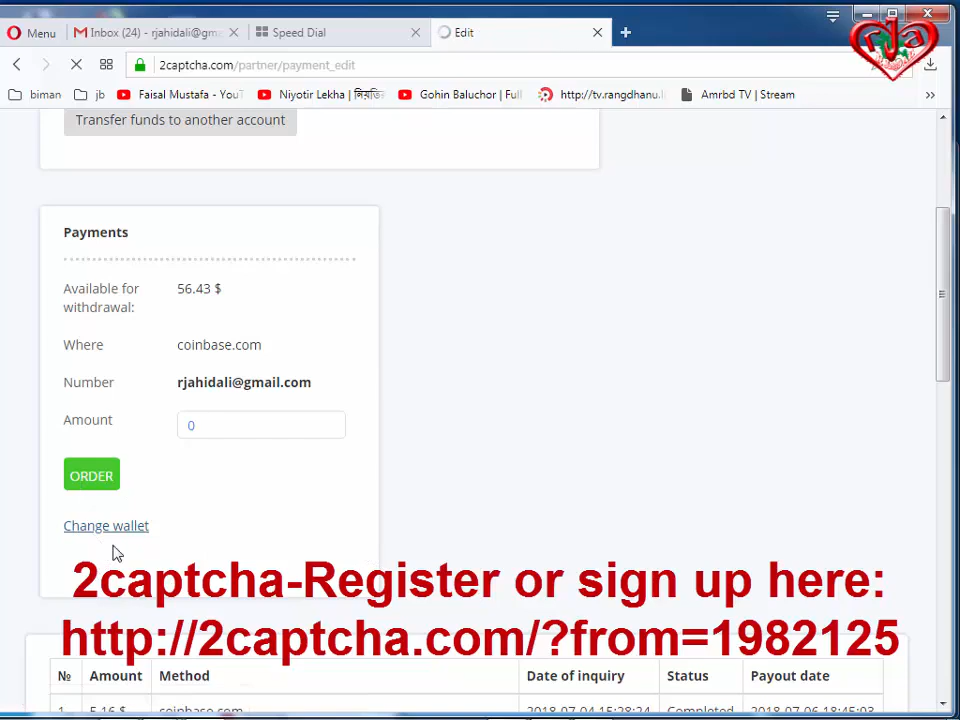 Menu
Inbox (24) - rjahidali@gm
Speed Dial
Edit
rja
2captcha.com/partner/payment_edit
biman
jb
Faisal Mustafa - You
Niyotir Lekha |
Gohin Baluchor | Full
http://tv.rangdhanu.
Amrbd TV | Stream
Transfer funds to another account
Payments
Available for withdrawal:
56.43 $
Where
coinbase.com
Number
rjahidali@gmail.com
Amount
0
ORDER
Change wallet
2captcha-Register or sign up here:
http://2captcha.com/?from=1982125
№ Amount Method Date of inquiry Status Payout date
1 5.16 $ coinbase.com 2018-07-04 15:28:24 Completed 2018-07-06 18:45:03